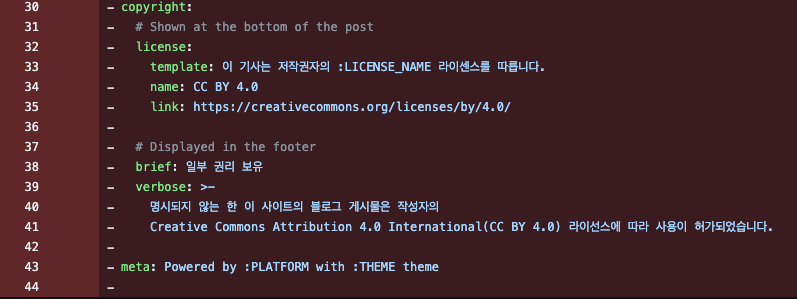 30 - copyright:
31 -   # Shown at the bottom of the post
32 -   license:
33 -     template: 이 기사는 저작권자의 :LICENSE_NAME 라이센스를 따릅니다.
34 -     name: CC BY 4.0
35 -     link: https://creativecommons.org/licenses/by/4.0/
36 -
37 -   # Displayed in the footer
38 -   brief: 일부 권리 보유
39 -   verbose: >-
40 -     명시되지 않는 한 이 사이트의 블로그 게시물은 작성자의
41 -     Creative Commons Attribution 4.0 International(CC BY 4.0) 라이선스에 따라 사용이 허가되었습니다.
42 -
43 - meta: Powered by :PLATFORM with :THEME theme
44 -